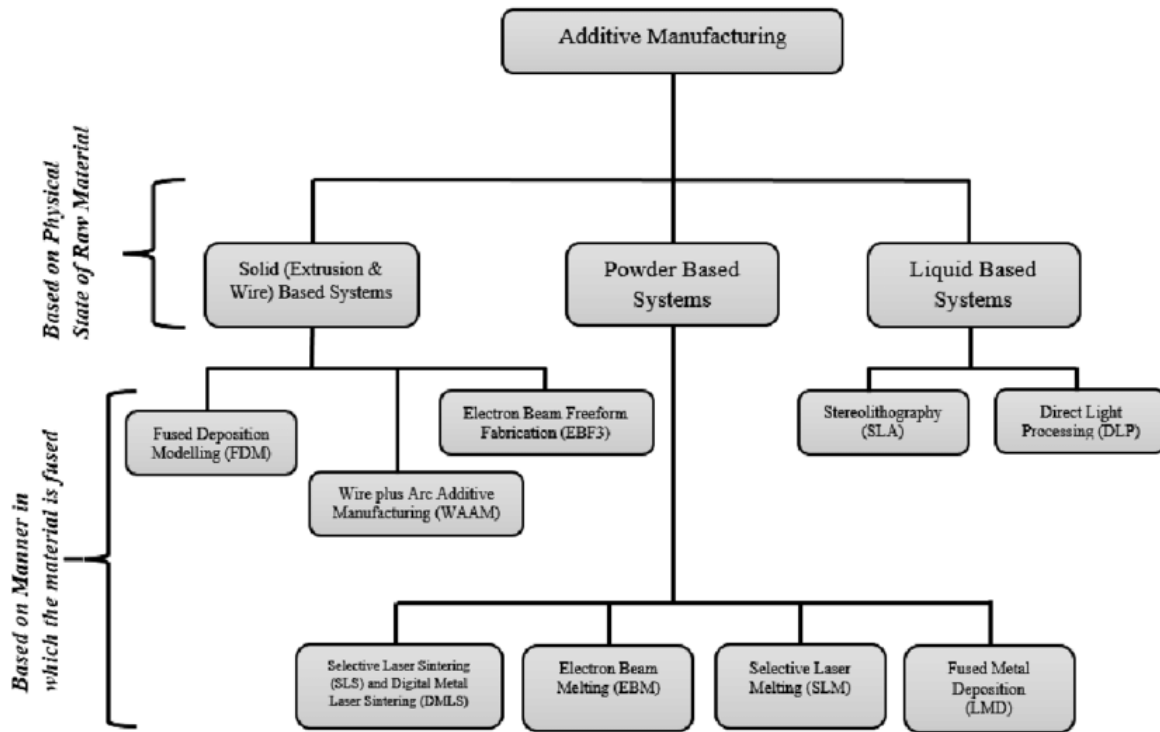 Additive Manufacturing
Based on Physical
State of Raw Material
Solid (Extrusion &
Wire) Based Systems
Powder Based
Systems
Liquid Based
Systems
Based on Manner in
which the material is fused
Fused Deposition
Modelling (FDM)
Wire plus Arc Additive
Manufacturing (WAAM)
Electron Beam Freeform
Fabrication (EBF3)
Stereolithography
(SLA)
Direct Light
Processing (DLP)
Selective Laser Sintering
(SLS) and Digital Metal
Laser Sintering (DMLS)
Electron Beam
Melting (EBM)
Selective Laser
Melting (SLM)
Fused Metal
Deposition
(LMD)